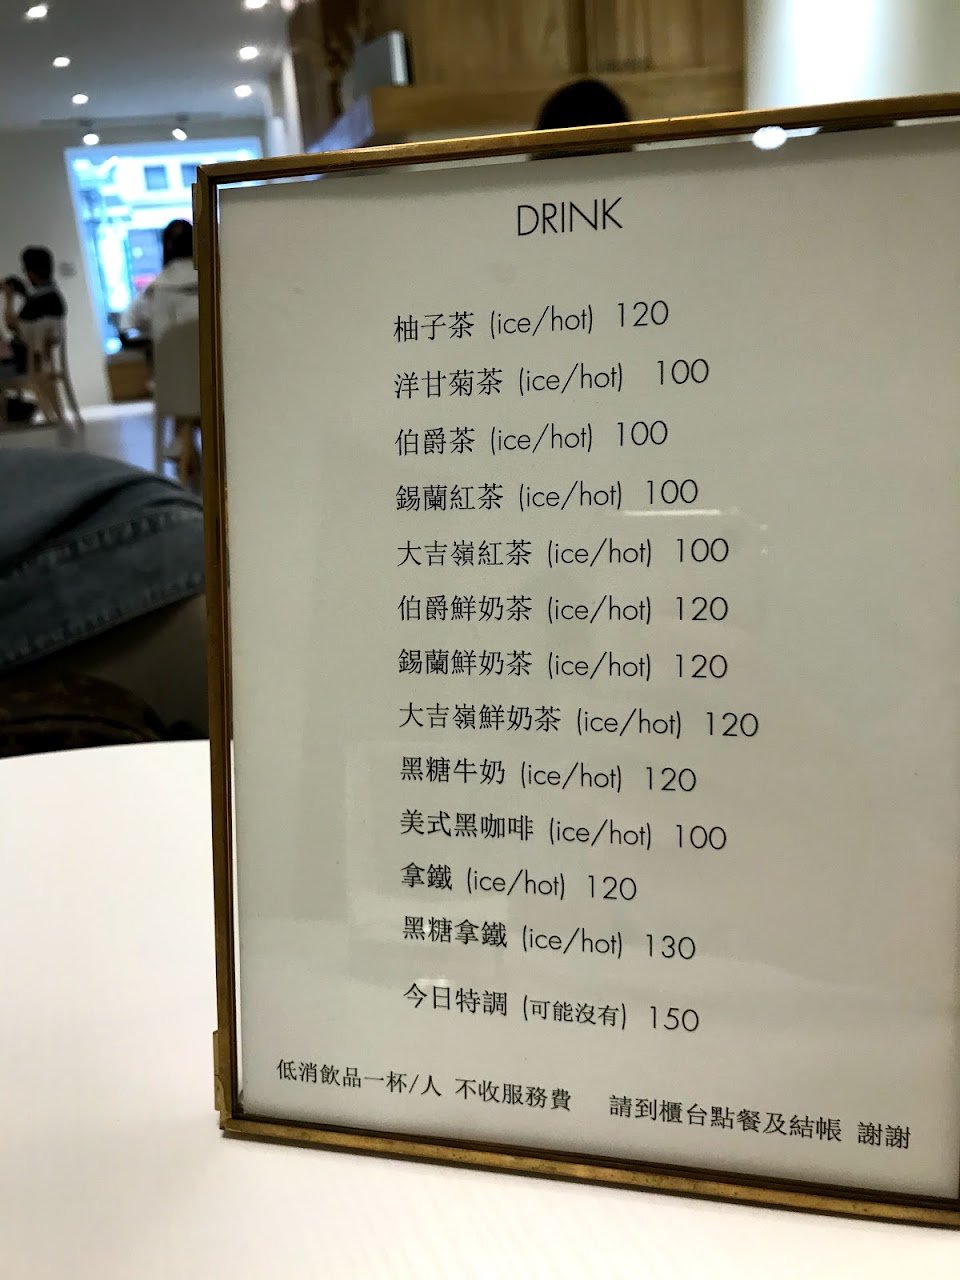 DRINK
柚子茶 (ice/hot) 120
洋甘菊茶 (ice/hot) 100
伯爵茶 (ice/hot) 100
錫蘭紅茶 (ice/hot) 100
大吉嶺紅茶 (ice/hot) 100
伯爵鮮奶茶 (ice/hot) 120
錫蘭鮮奶茶 (ice/hot) 120
大吉嶺鮮奶茶 (ice/hot) 120
黑糖牛奶 (ice/hot) 120
美式黑咖啡 (ice/hot) 100
拿鐵 (ice/hot) 120
黑糖拿鐵 (ice/hot) 130
今日特調 (可能沒有) 150
低消飲品一杯/人 不收服務費 請到櫃台點餐及結帳 謝謝